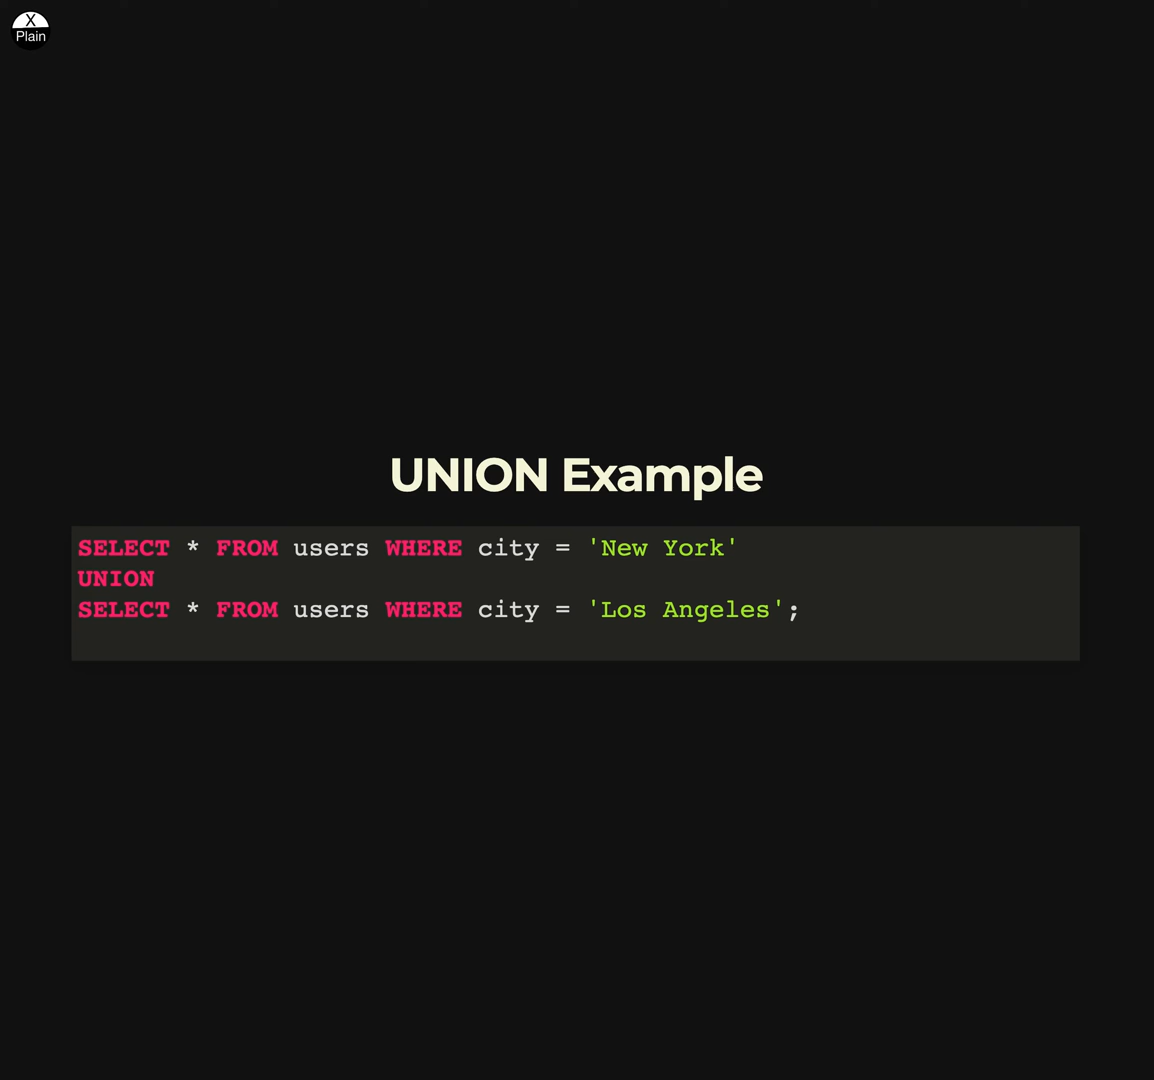 X
Plain
UNION Example
SELECT * FROM users WHERE city = 'New York'
UNION
SELECT * FROM users WHERE city = 'Los Angeles';